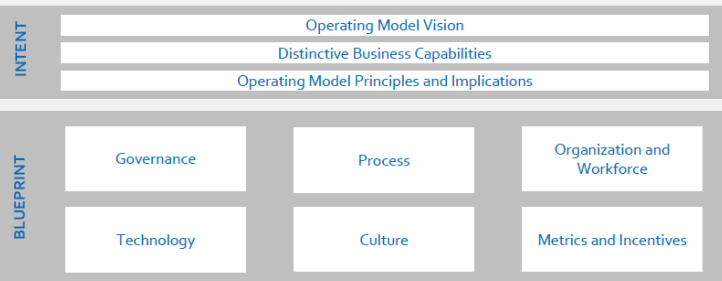 INTENT
Operating Model Vision
Distinctive Business Capabilities
Operating Model Principles and Implications
BLUEPRINT
Governance
Process
Organization and
Workforce
Technology
Culture
Metrics and Incentives